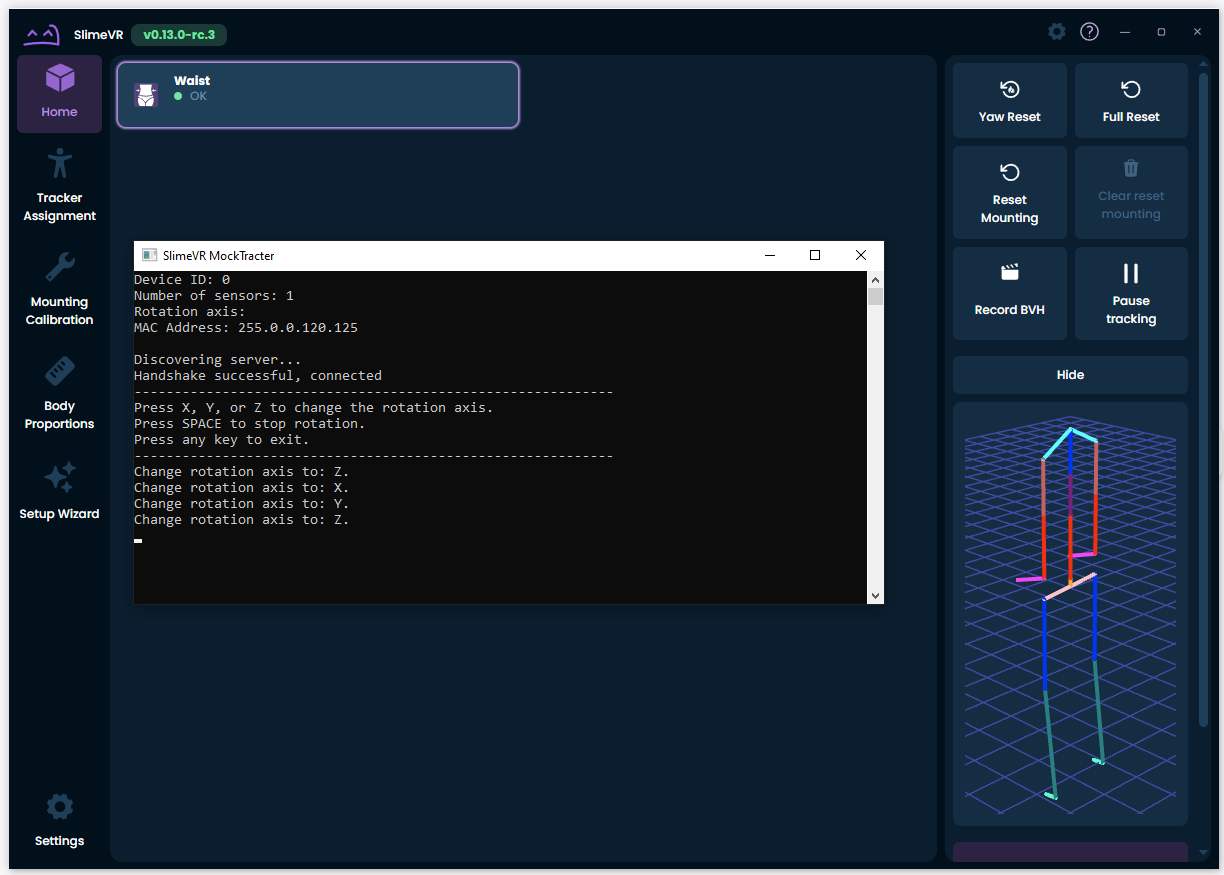 SlimeVR v0.13.0-rc.3
?
Home
Tracker
Assignment
Mounting
Calibration
Body
Proportions
Setup Wizard
Settings
Waist
OK
SlimeVR MockTracter
Device ID: 0
Number of sensors: 1
Rotation axis:
MAC Address: 255.0.0.120.125
Discovering server...
Handshake successful, connected
------------------------------------------------------------
Press X, Y, or Z to change the rotation axis.
Press SPACE to stop rotation.
Press any key to exit.
------------------------------------------------------------
Change rotation axis to: Z.
Change rotation axis to: X.
Change rotation axis to: Y.
Change rotation axis to: Z.
Yaw Reset
Full Reset
Reset
Mounting
Clear reset
mounting
Record BVH
Pause
tracking
Hide